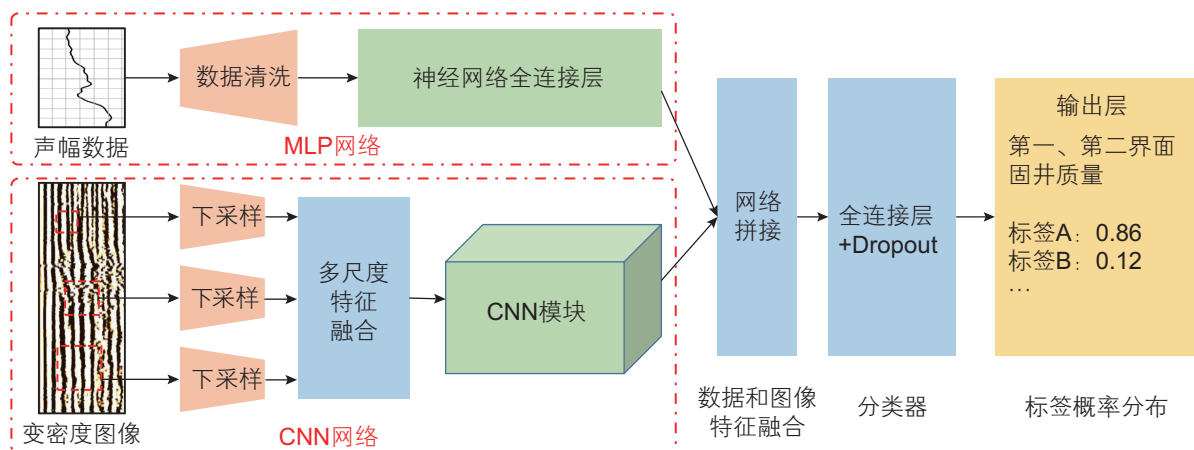 数据清洗
神经网络全连接层
声幅数据
MLP网络
下采样
下采样
下采样
多尺度
特征
融合
CNN模块
变密度图像
CNN网络
网络
拼接
数据和图像
特征融合
全连接层
+Dropout
分类器
输出层
第一、第二界面
固井质量
标签A：0.86
标签B：0.12
…
标签概率分布